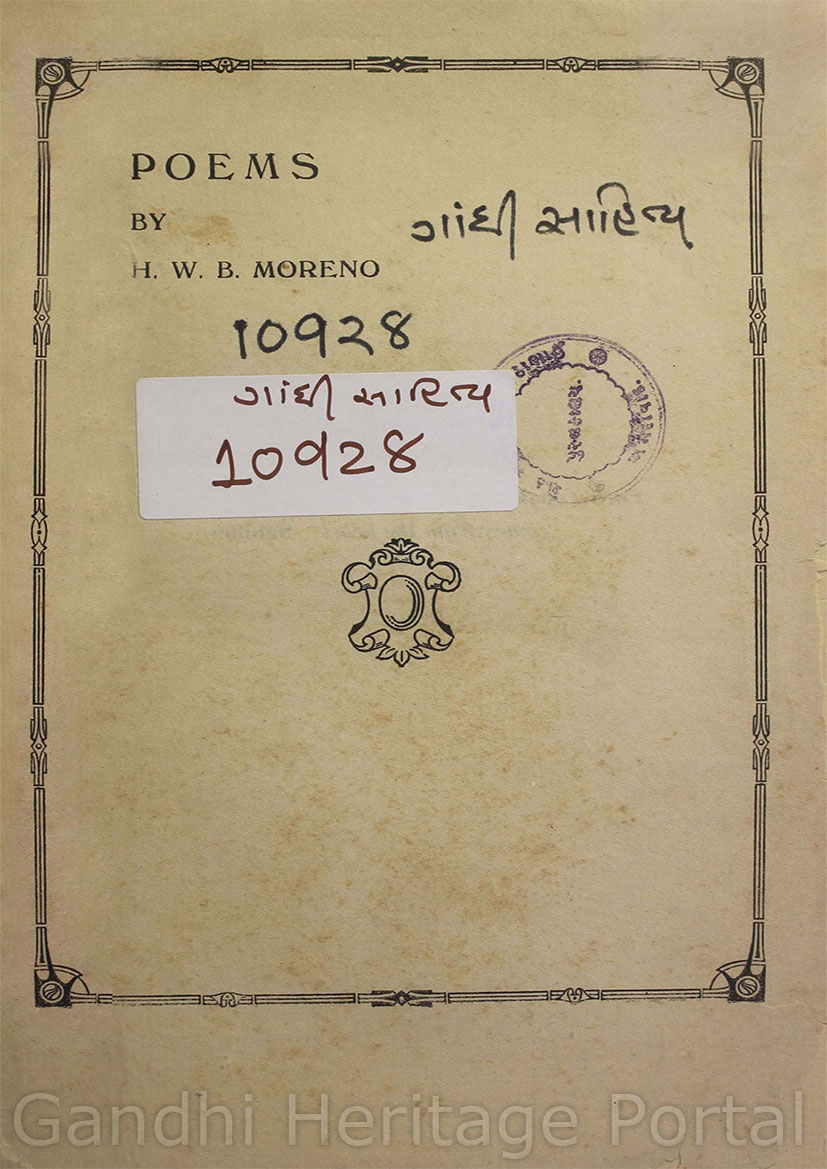 POEMS
BY
H. W. B. MORENO
ગાંધી સાહિત્ય
10928
ગાંધી સાહિત્ય
10928
Gandhi Heritage Portal